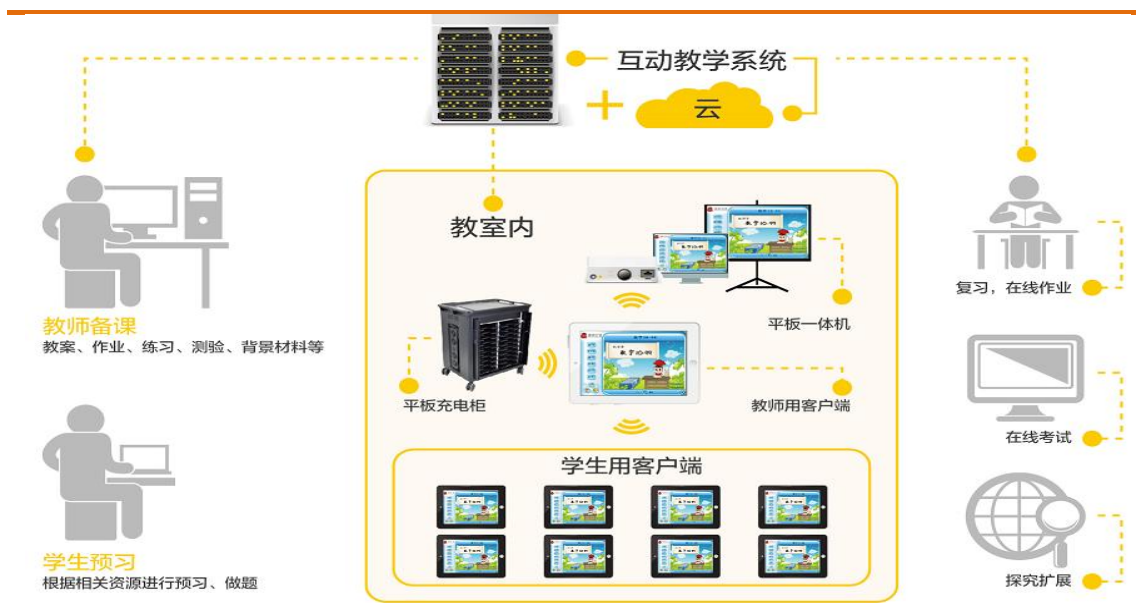 互动教学系统
云
教师备课
教案、作业、练习、测验、背景材料等
学生预习
根据相关资源进行预习、做题
教室内
平板一体机
平板充电柜
教师用客户端
学生用客户端
复习，在线作业
在线考试
探究扩展